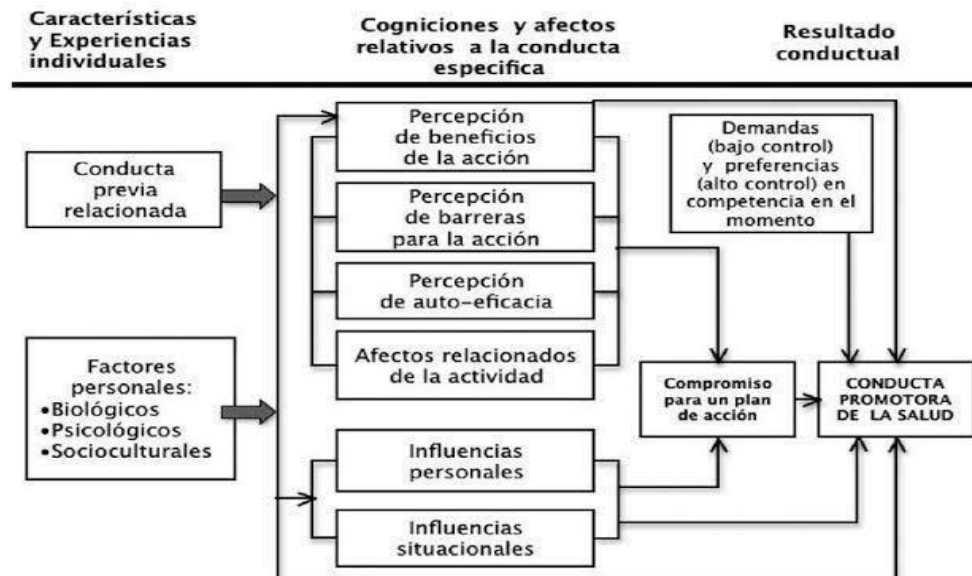 Características
y Experiencias
individuales
Cogniciones y afectos
relativos a la conducta
especifica
Resultado
conductual
Conducta
previa
relacionada
Factores
personales:
•Biológicos
•Psicológicos
•Socioculturales
Percepción
de beneficios
de la acción
Percepción
de barreras
para la acción
Percepción
de auto-eficacia
Afectos relacionados
de la actividad
Influencias
personales
Influencias
situacionales
Demandas
(bajo control)
y preferencias
(alto control) en
competencia en el
momento
Compromiso
para un plan
de acción
CONDUCTA
PROMOTORA
DE LA SALUD